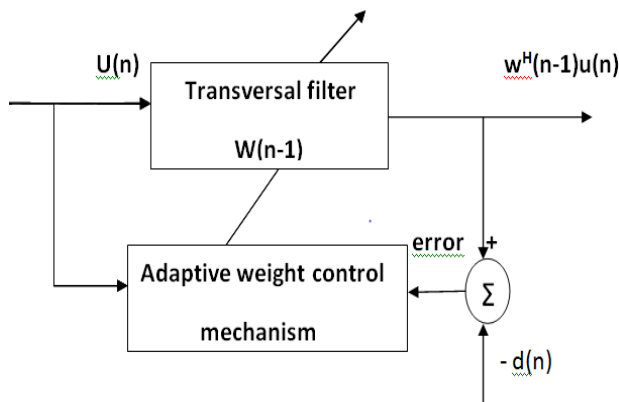 U(n)
w^H(n-1)u(n)
Transversal filter
W(n-1)
error
+
Adaptive weight control
mechanism
Σ
- d(n)